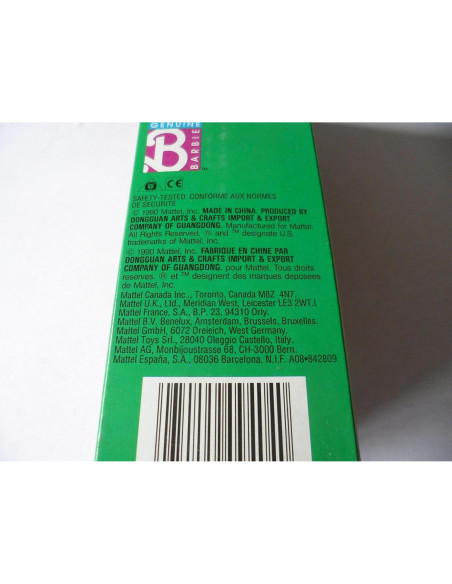 GENUINE
B
BARBIE
™
CE
SAFETY-TESTED. CONFORME AUX NORMES
DE SECURITE
© 1990 Mattel, Inc. MADE IN CHINA. PRODUCED BY
DONGGUAN ARTS & CRAFTS IMPORT & EXPORT
COMPANY OF GUANGDONG. Manufactured for Mattel.
All Rights Reserved. ® and ™ designate U.S.
trademarks of Mattel, Inc.
© 1990 Mattel, Inc. FABRIQUE EN CHINE PAR
DONGGUAN ARTS & CRAFTS IMPORT & EXPORT
COMPANY OF GUANGDONG. pour Mattel. Tous droits
reserves. ® et ™ designent des marques deposees
de Mattel, Inc.
Mattel Canada Inc., Toronto, Canada M8Z 4N7.
Mattel U.K., Ltd., Meridian West, Leicester LE3 2WT.
Mattel France, S.A., B.P. 23, 94310 Orly.
Mattel B.V. Benelux, Amsterdam, Brussels, Bruxelles.
Mattel GmbH, 6072 Dreieich, West Germany.
Mattel Toys Srl., 28040 Oleggio Castello, Italy.
Mattel AG, Monbijoustrasse 68, CH-3000 Bern.
Mattel España, S.A., 08036 Barcelona. N.I.F. A08•842809